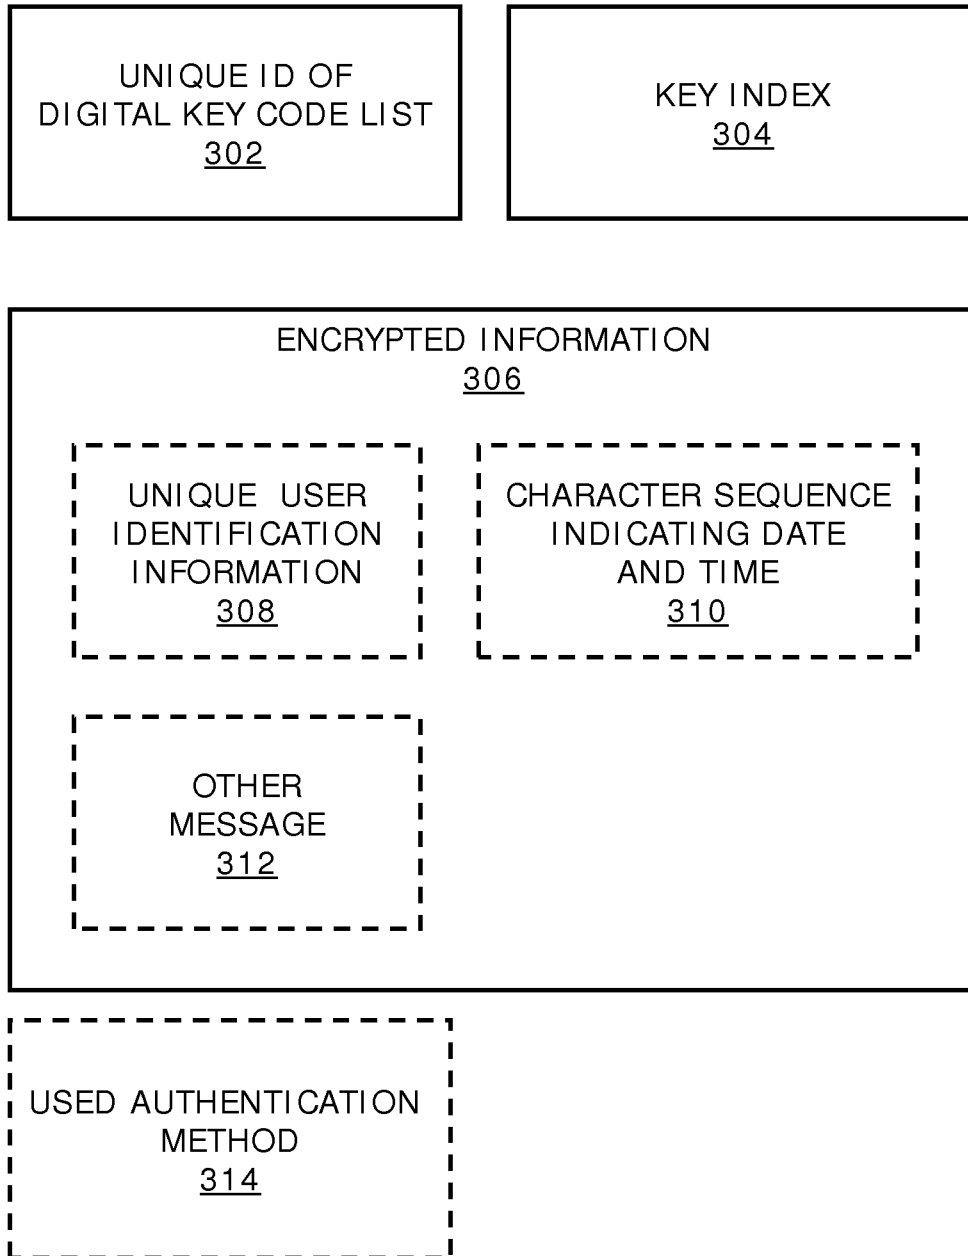 UNIQUE ID OF
DIGITAL KEY CODE LIST
302
KEY INDEX
304
ENCRYPTED INFORMATION
306
UNIQUE USER
IDENTIFICATION
INFORMATION
308
CHARACTER SEQUENCE
INDICATING DATE
AND TIME
310
OTHER
MESSAGE
312
USED AUTHENTICATION
METHOD
314